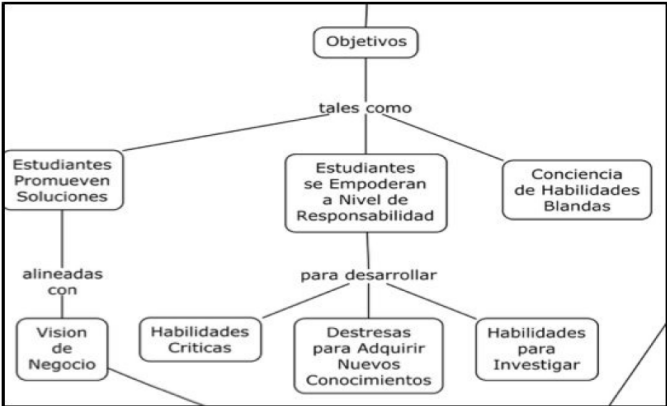 Objetivos
tales como
Estudiantes
Promueven
Soluciones
Estudiantes
se Empoderan
a Nivel de
Responsabilidad
Conciencia
de Habilidades
Blandas
alineadas
con
para desarrollar
Vision
de
Negocio
Habilidades
Criticas
Destresas
para Adquirir
Nuevos
Conocimientos
Habilidades
para
Investigar